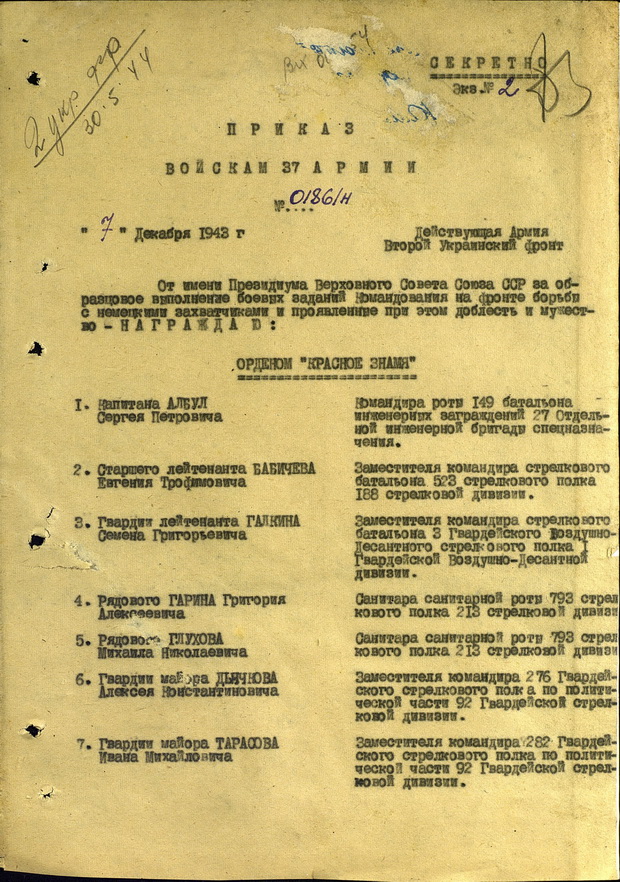 2 укр. фр
30.5.44
СЕКРЕТНО
Экз.№ 2
ПРИКАЗ
ВОЙСКАМ 37 АРМИИ
№ 0186/н
" 7 " Декабря 1943 г
Действующая Армия
Второй Украинский фронт
От имени Президиума Верховного Совета Союза ССР за об-
разцовое выполнение боевых заданий Командования на фронте борьбы
с немецкими захватчиками и проявленные при этом доблесть и мужест-
во - НАГРАЖДАЮ:
ОРДЕНОМ "КРАСНОЕ ЗНАМЯ"
1. Капитана АЛБУЛ
Сергея Петровича
Командира роты 149 батальона
инженерных заграждений 27 Отдель-
ной инженерной бригады спецназна-
чения.
2. Старшего лейтенанта БАБИЧЕВА
Евгения Трофимовича
Заместителя командира стрелкового
батальона 523 стрелкового полка
188 стрелковой дивизии.
3. Гвардии лейтенанта ГАЛКИНА
Семена Григорьевича
Заместителя командира стрелкового
батальона 3 Гвардейского Воздушно-
Десантного стрелкового полка 1
Гвардейской Воздушно-Десантной
дивизии.
4. Рядового ГАРИНА Григория
Алексеевича
Санитара санитарной роты 793 стрел
кового полка 213 стрелковой дивизи
5. Рядового ГЛУХОВА
Михаила Николаевича
Санитара санитарной роты 793 стрел
кового полка 213 стрелковой дивизи
6. Гвардии майора ДЬЯЧКОВА
Алексея Константиновича
Заместителя командира 276 Гвардей-
ского стрелкового полка по полити-
ческой части 92 Гвардейской стрел-
ковой дивизии.
7. Гвардии майора ТАРАСОВА
Ивана Михайловича
Заместителя командира 282 Гвардей-
ского стрелкового полка по полити-
ческой части 92 Гвардейской стрел-
ковой дивизии.